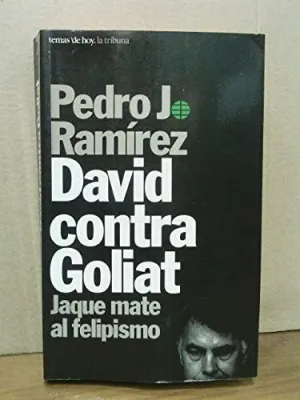 temas de hoy. la tribuna
Pedro J.
Ramírez
David
contra
Goliat
Jaque mate
al felipismo